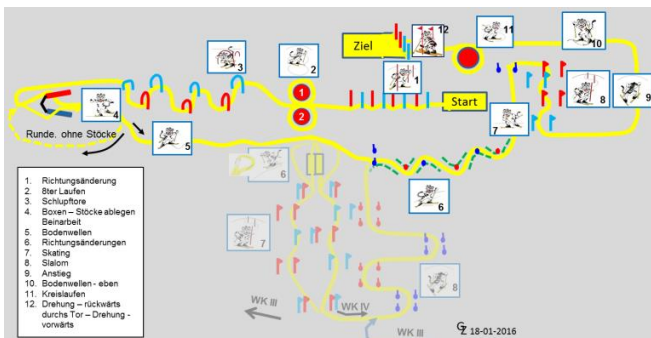 Ziel
12
11
10
3
2
1
8
9
1
2
Start
4
7
Runde. ohne Stöcke
5
6
6
7
8
1. Richtungsänderung
2. 8ter Laufen
3. Schlupftore
4. Boxen – Stöcke ablegen
Beinarbeit
5. Bodenwellen
6. Richtungsänderungen
7. Skating
8. Slalom
9. Anstieg
10. Bodenwellen - eben
11. Kreislaufen
12. Drehung – rückwärts
durchs Tor – Drehung -
vorwärts
WK III
WK IV
WK III
18-01-2016